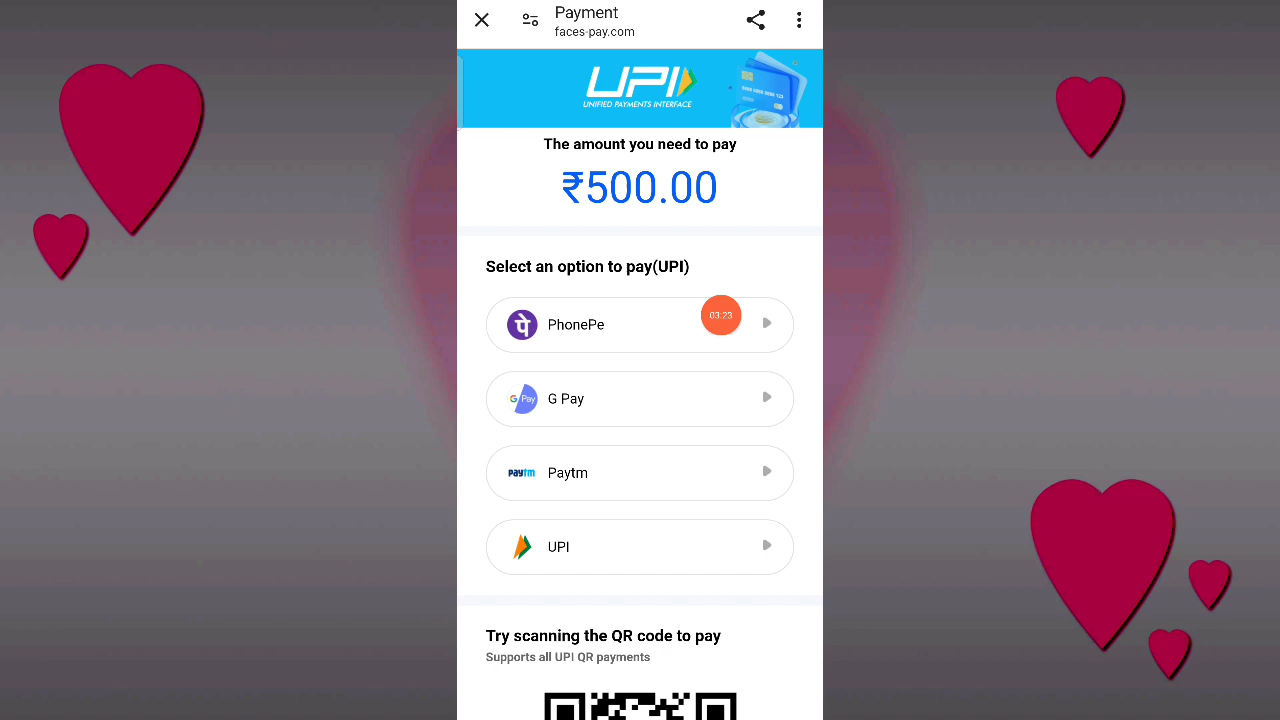 Payment
faces-pay.com
UPI
UNIFIED PAYMENTS INTERFACE
The amount you need to pay
₹500.00
Select an option to pay(UPI)
पे PhonePe
03:23
G Pay G Pay
paytm Paytm
UPI
Try scanning the QR code to pay
Supports all UPI QR payments